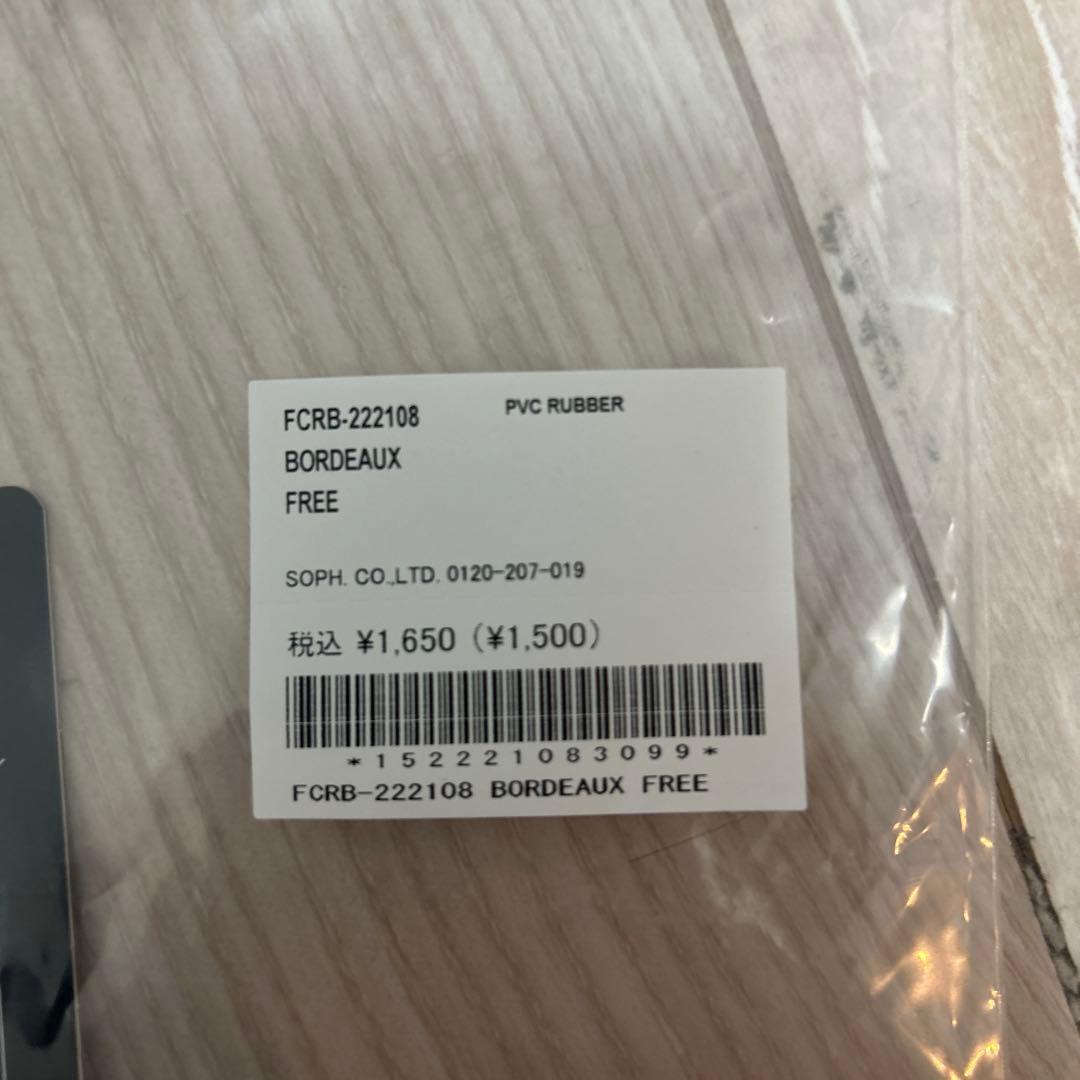 FCRB-222108 PVC RUBBER
BORDEAUX
FREE
SOPH. CO.,LTD. 0120-207-019
税込 ¥1,650 (¥1,500)
*152221083099*
FCRB-222108 BORDEAUX FREE